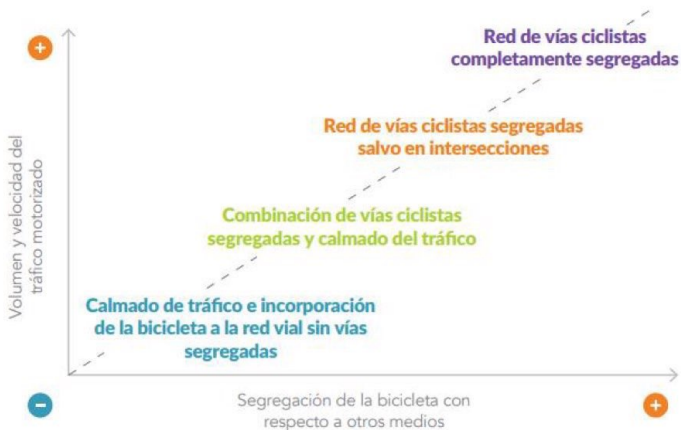 Red de vías ciclistas
completamente segregadas
Red de vías ciclistas segregadas
salvo en intersecciones
Combinación de vías ciclistas
segregadas y calmado del tráfico
Calmado de tráfico e incorporación
de la bicicleta a la red vial sin vías
segregadas
Volumen y velocidad del
tráfico motorizado
Segregación de la bicicleta con
respecto a otros medios